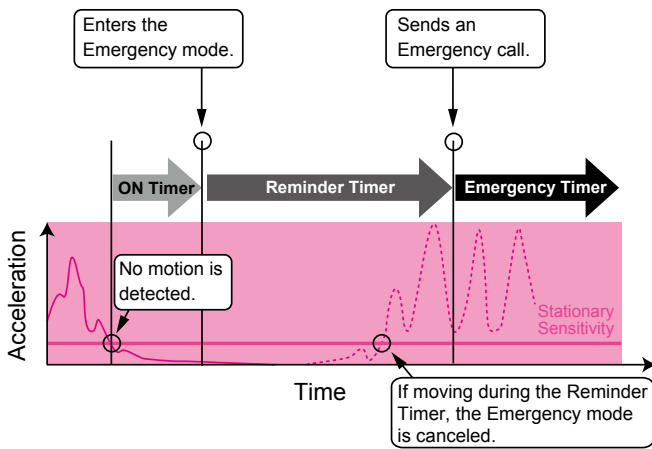 Enters the
Emergency mode.
Sends an
Emergency call.
ON Timer
Reminder Timer
Emergency Timer
No motion is
detected.
Stationary
Sensitivity
Acceleration
Time
If moving during the Reminder
Timer, the Emergency mode
is canceled.